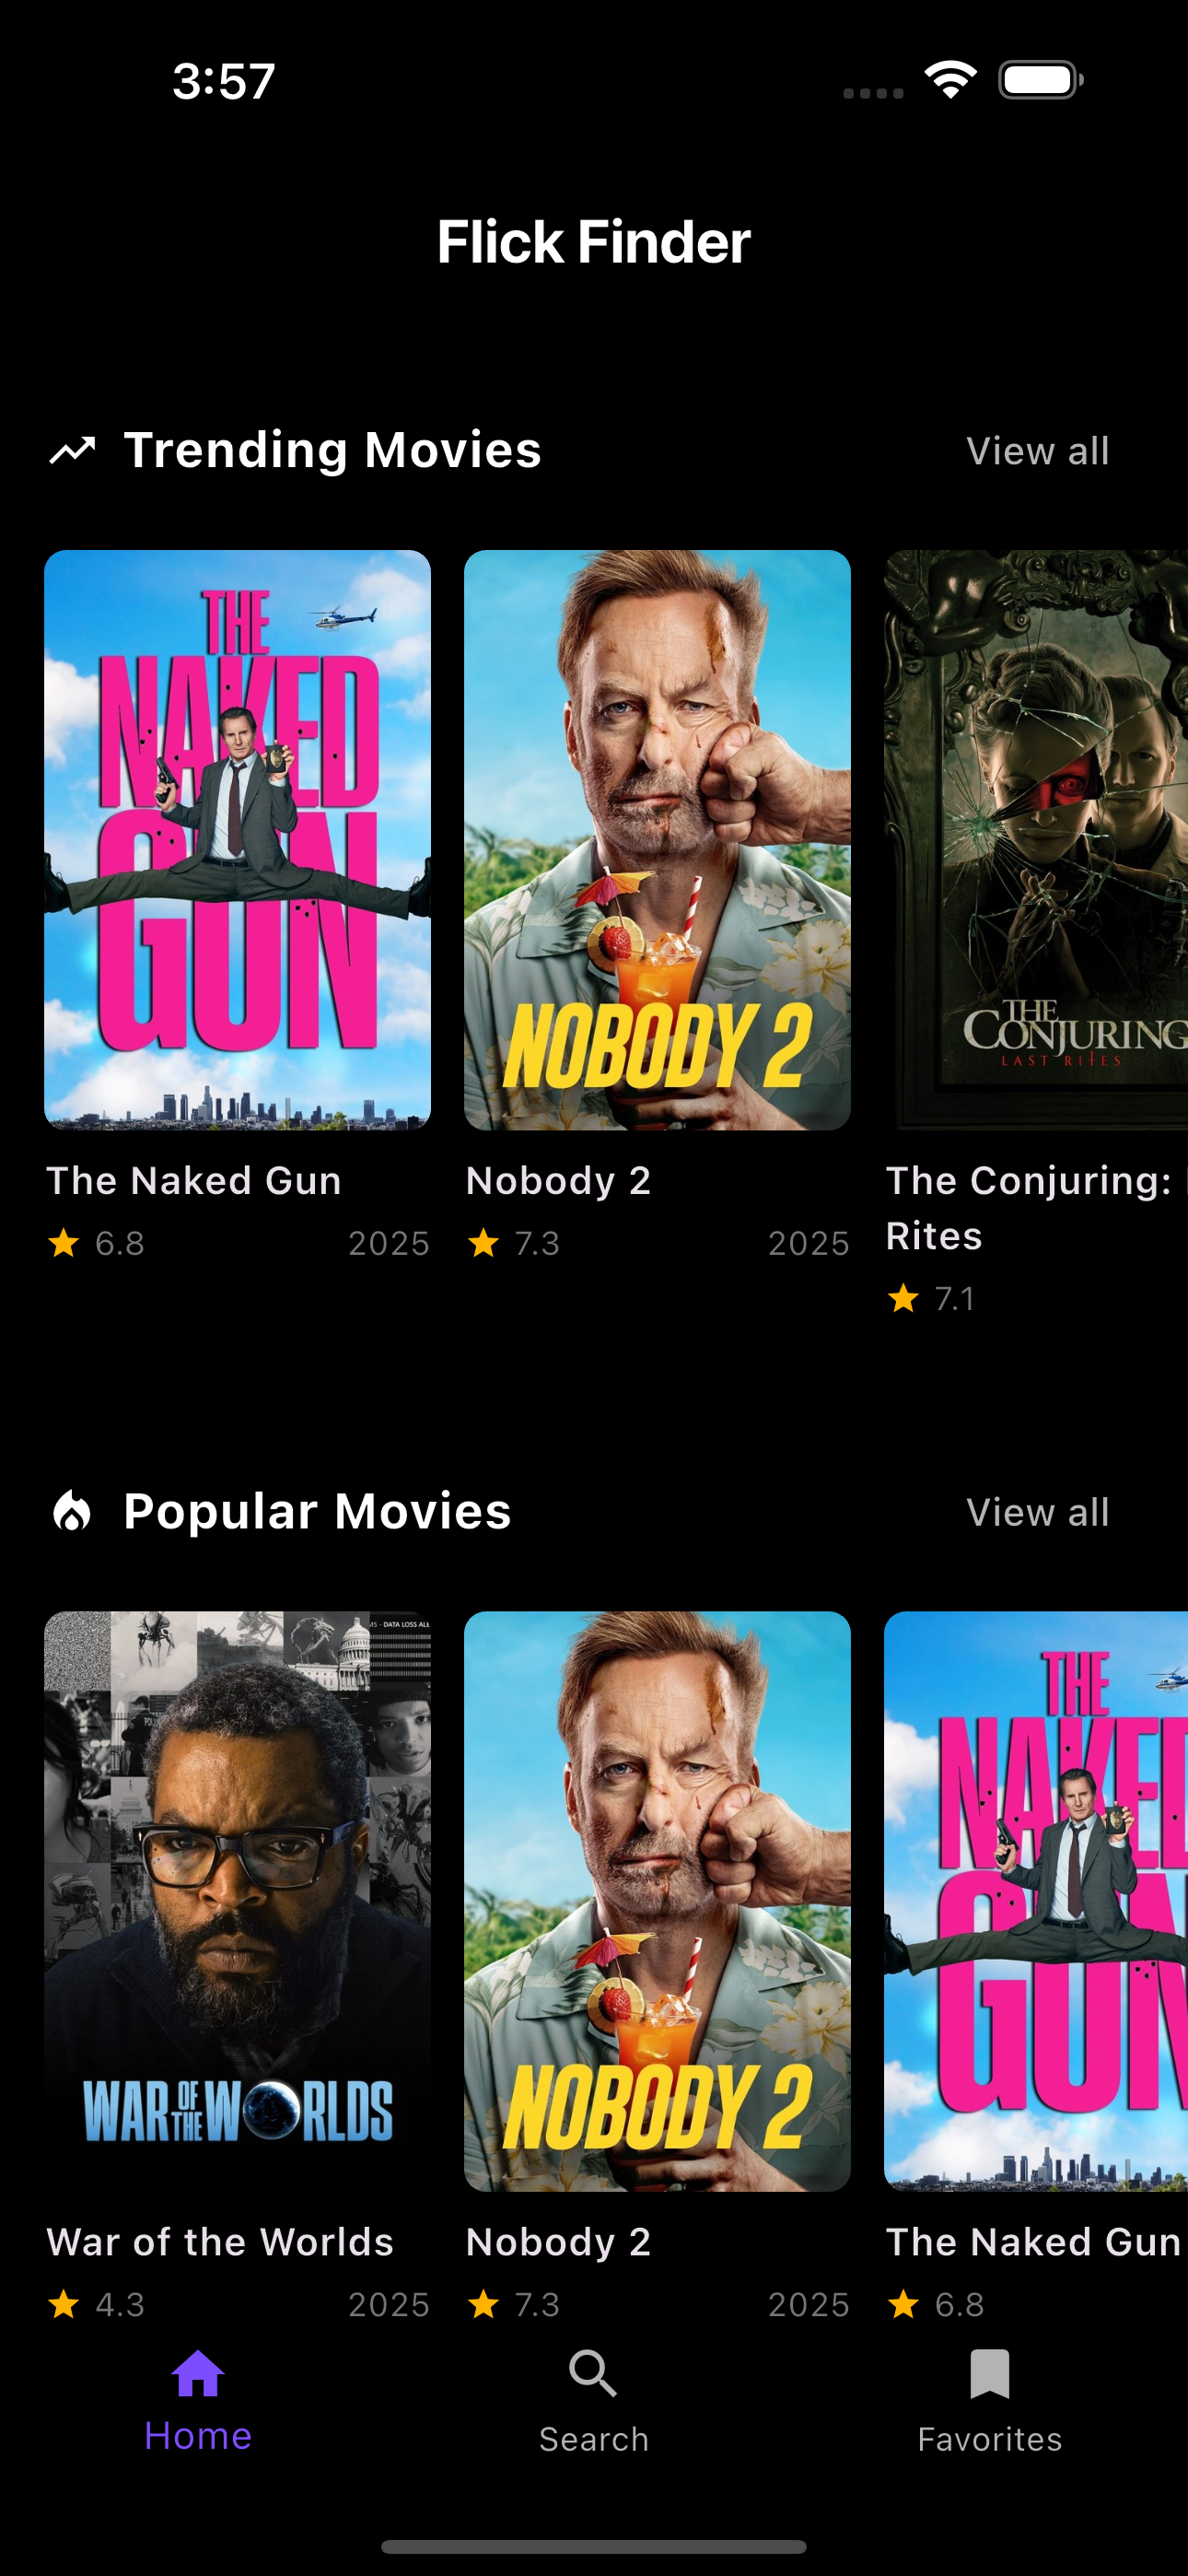 3:57
Flick Finder
Trending Movies
View all
THE
NAKED
GUN
NOBODY 2
THE
CONJURING
LAST RITES
The Naked Gun
Nobody 2
The Conjuring:
Rites
6.8
2025
7.3
2025
7.1
Popular Movies
View all
DATA LOSS
WAR OF THE WORLDS
NOBODY 2
THE
NAKED
GUN
War of the Worlds
Nobody 2
The Naked Gun
4.3
2025
7.3
2025
6.8
Home
Search
Favorites